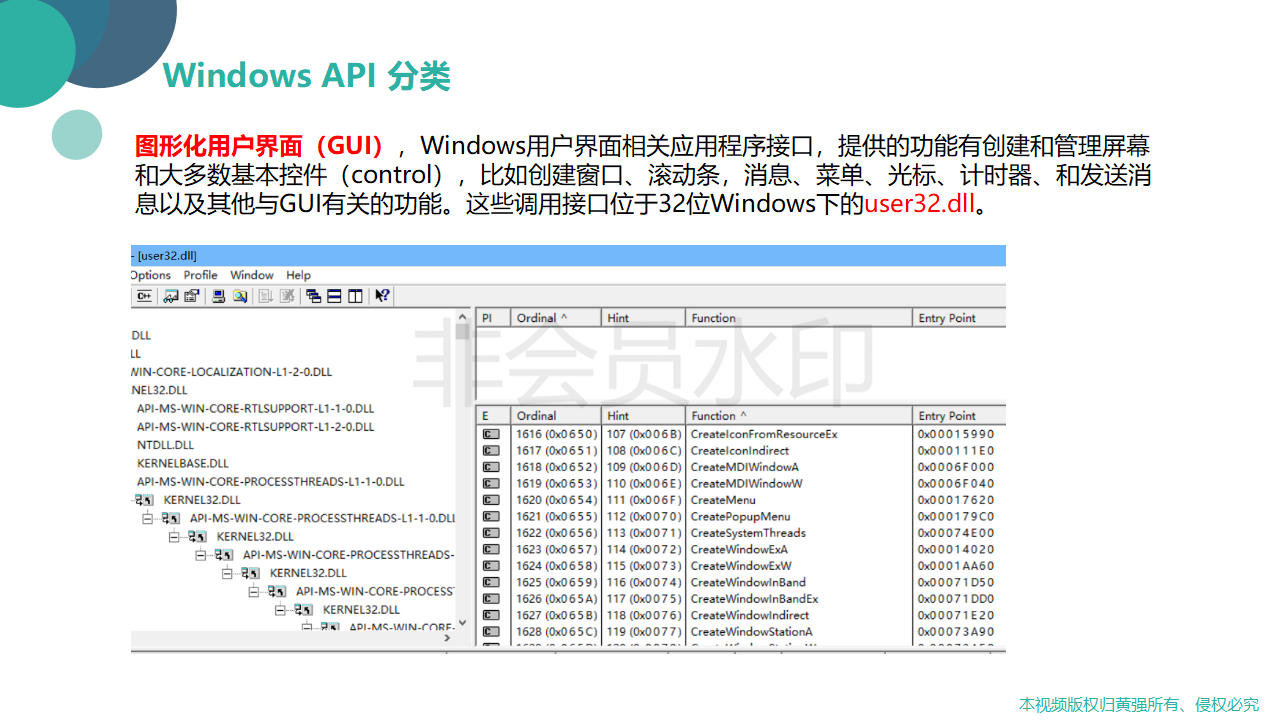 Windows API 分类
图形化用户界面（GUI），Windows用户界面相关应用程序接口，提供的功能有创建和管理屏幕
和大多数基本控件（control），比如创建窗口、滚动条，消息、菜单、光标、计时器、和发送消
息以及其他与GUI有关的功能。这些调用接口位于32位Windows下的user32.dll。
- [user32.dll]
Options Profile Window Help
C++
DLL
LL
WIN-CORE-LOCALIZATION-L1-2-0.DLL
NEL32.DLL
API-MS-WIN-CORE-RTLSUPPORT-L1-1-0.DLL
API-MS-WIN-CORE-RTLSUPPORT-L1-2-0.DLL
NTDLL.DLL
KERNELBASE.DLL
API-MS-WIN-CORE-PROCESSTHREADS-L1-1-0.DLL
KERNEL32.DLL
API-MS-WIN-CORE-PROCESSTHREADS-L1-1-0.DLL
KERNEL32.DLL
API-MS-WIN-CORE-PROCESSTHREADS-
KERNEL32.DLL
API-MS-WIN-CORE-PROCESS
KERNEL32.DLL
API-MS-WIN-CORE-
PI Ordinal ^ Hint Function Entry Point
非会员水印
E Ordinal Hint Function ^ Entry Point
C 1616 (0x0650) 107 (0x006B) CreateIconFromResourceEx 0x00015990
C 1617 (0x0651) 108 (0x006C) CreateIconIndirect 0x000111E0
C 1618 (0x0652) 109 (0x006D) CreateMDIWindowA 0x0006F000
C 1619 (0x0653) 110 (0x006E) CreateMDIWindowW 0x0006F040
C 1620 (0x0654) 111 (0x006F) CreateMenu 0x00017620
C 1621 (0x0655) 112 (0x0070) CreatePopupMenu 0x000179C0
C 1622 (0x0656) 113 (0x0071) CreateSystemThreads 0x00074E00
C 1623 (0x0657) 114 (0x0072) CreateWindowExA 0x00014020
C 1624 (0x0658) 115 (0x0073) CreateWindowExW 0x0001AA60
C 1625 (0x0659) 116 (0x0074) CreateWindowInBand 0x00071D50
C 1626 (0x065A) 117 (0x0075) CreateWindowInBandEx 0x00071DD0
C 1627 (0x065B) 118 (0x0076) CreateWindowIndirect 0x00071E20
C 1628 (0x065C) 119 (0x0077) CreateWindowStationA 0x00073A90
本视频版权归黄强所有、侵权必究